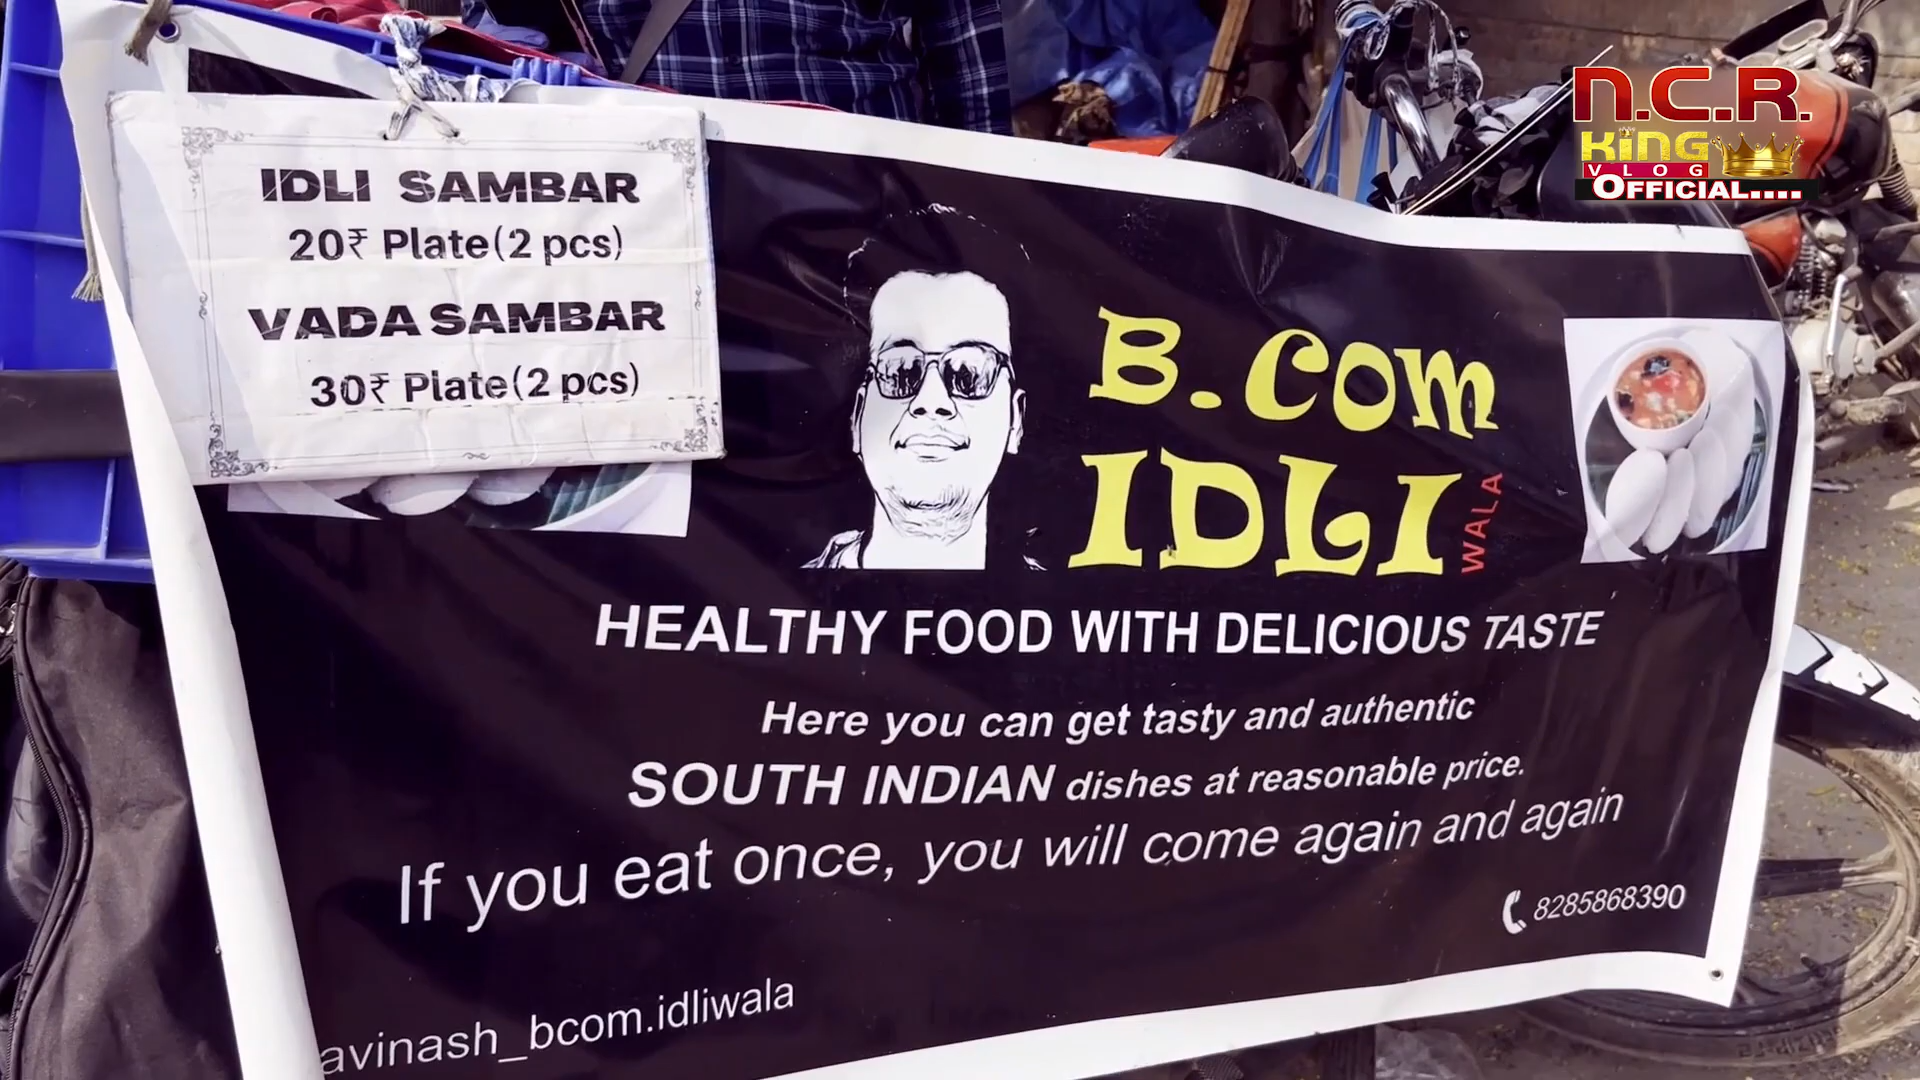 N.C.R.
KING
VLOG
OFFICIAL....
IDLI SAMBAR
20₹ Plate(2 pcs)
VADA SAMBAR
30₹ Plate(2 pcs)
B.COM
IDLI
WALA
HEALTHY FOOD WITH DELICIOUS TASTE
Here you can get tasty and authentic
SOUTH INDIAN dishes at reasonable price.
If you eat once, you will come again and again
8285868390
avinash_bcom.idliwala